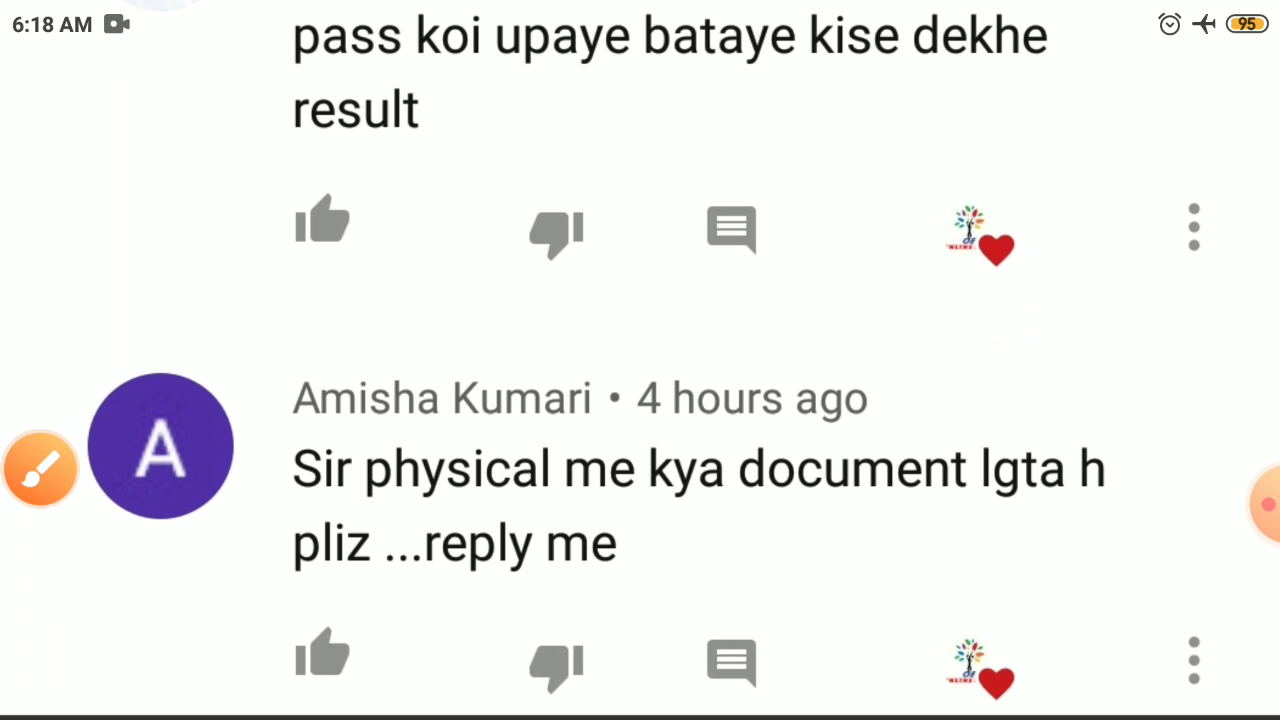 6:18 AM 95
pass koi upaye bataye kise dekhe
result
A
Amisha Kumari • 4 hours ago
Sir physical me kya document lgta h
pliz ...reply me